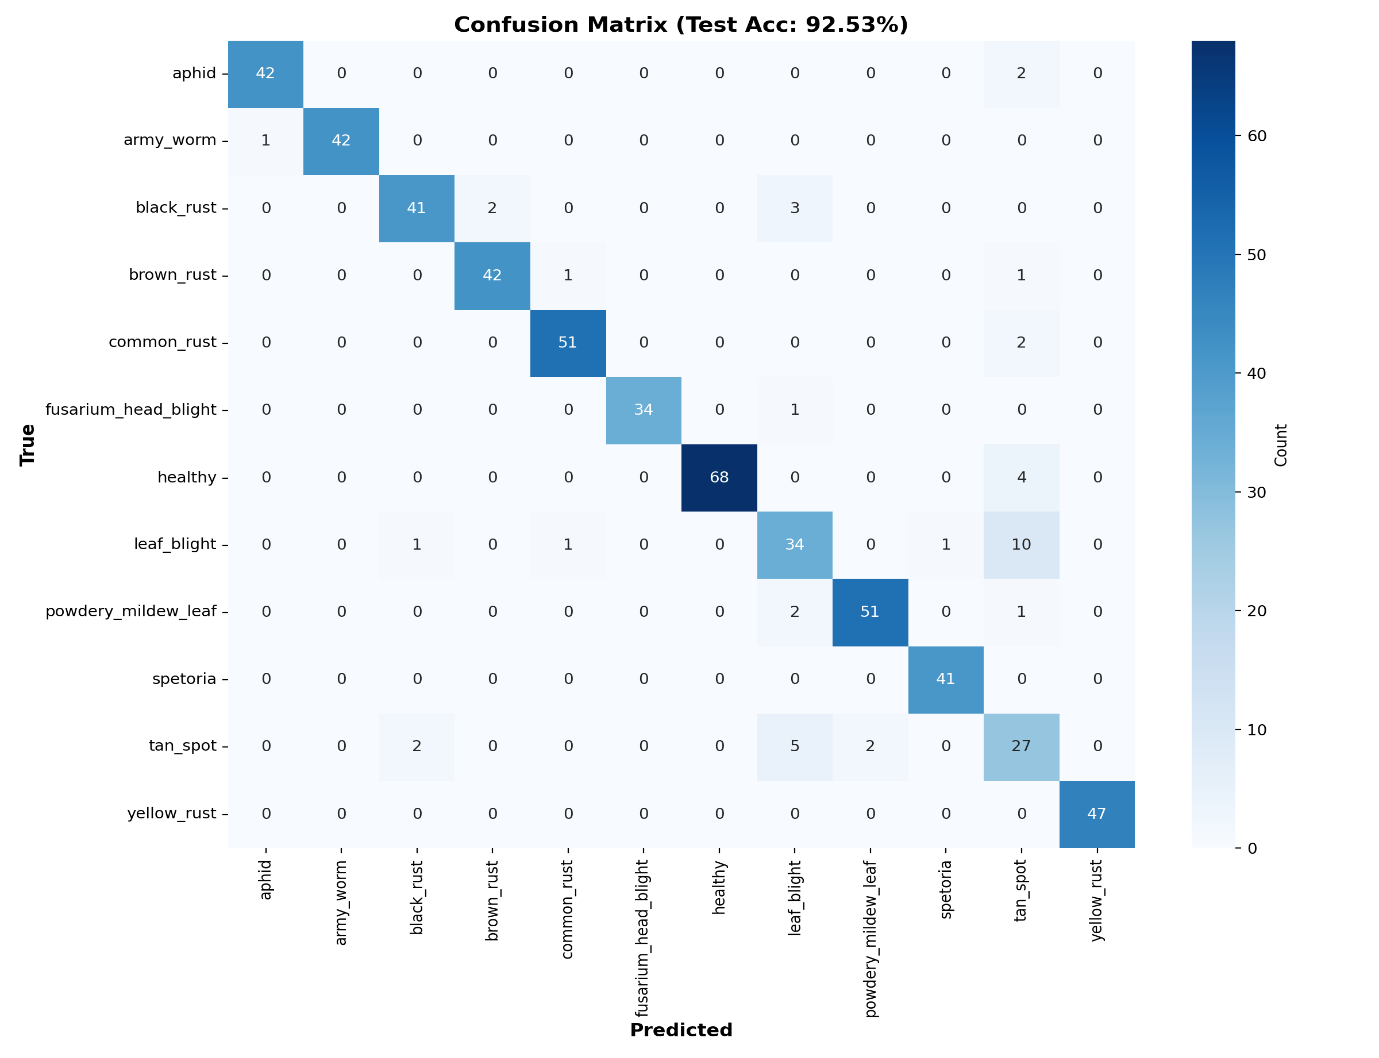 Confusion Matrix (Test Acc: 92.53%)
aphid 42 0 0 0 0 0 0 0 0 0 2 0
army_worm 1 42 0 0 0 0 0 0 0 0 0 0
black_rust 0 0 41 2 0 0 0 3 0 0 0 0
brown_rust 0 0 0 42 1 0 0 0 0 0 1 0
common_rust 0 0 0 0 51 0 0 0 0 0 2 0
fusarium_head_blight 0 0 0 0 0 34 0 1 0 0 0 0
healthy 0 0 0 0 0 0 68 0 0 0 4 0
leaf_blight 0 0 1 0 1 0 0 34 0 1 10 0
powdery_mildew_leaf 0 0 0 0 0 0 0 2 51 0 1 0
spetoria 0 0 0 0 0 0 0 0 0 41 0 0
tan_spot 0 0 2 0 0 0 0 5 2 0 27 0
yellow_rust 0 0 0 0 0 0 0 0 0 0 0 47
True
aphid
army_worm
black_rust
brown_rust
common_rust
fusarium_head_blight
healthy
leaf_blight
powdery_mildew_leaf
spetoria
tan_spot
yellow_rust
Predicted
60
50
40
30
20
10
0
Count